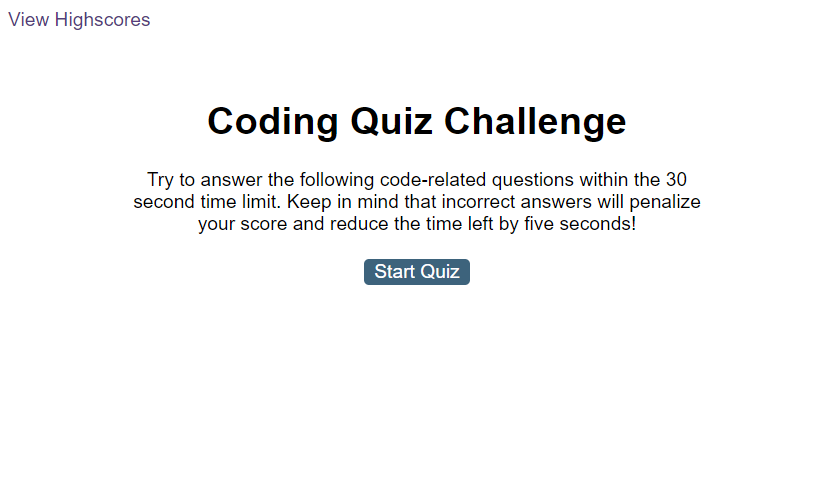 View Highscores
Coding Quiz Challenge
Try to answer the following code-related questions within the 30
second time limit. Keep in mind that incorrect answers will penalize
your score and reduce the time left by five seconds!
Start Quiz